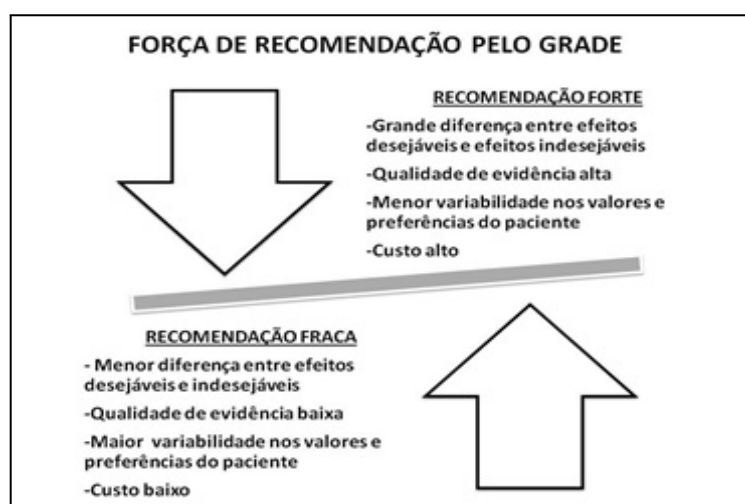 FORÇA DE RECOMENDAÇÃO PELO GRADE
RECOMENDAÇÃO FORTE
-Grande diferença entre efeitos
desejáveis e efeitos indesejáveis
-Qualidade de evidência alta
-Menor variabilidade nos valores e
preferências do paciente
-Custo alto
RECOMENDAÇÃO FRACA
- Menor diferença entre efeitos
desejáveis e indesejáveis
-Qualidade de evidência baixa
-Maior variabilidade nos valores e
preferências do paciente
-Custo baixo